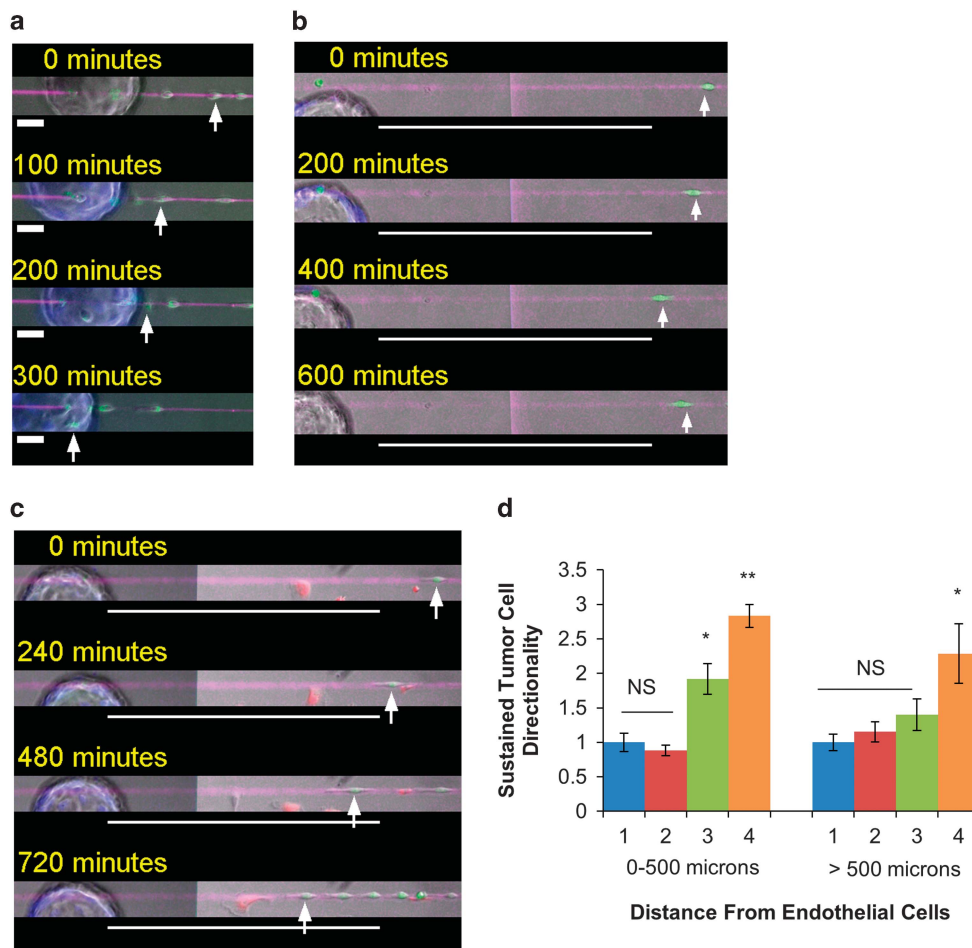 a
0 minutes
100 minutes
200 minutes
300 minutes
b
0 minutes
200 minutes
400 minutes
600 minutes
c
0 minutes
240 minutes
480 minutes
720 minutes
d
Sustained Tumor Cell
Directionality
3.5
3
2.5
2
1.5
1
0.5
0
NS
*
**
NS
*
1 2 3 4 1 2 3 4
0-500 microns > 500 microns
Distance From Endothelial Cells